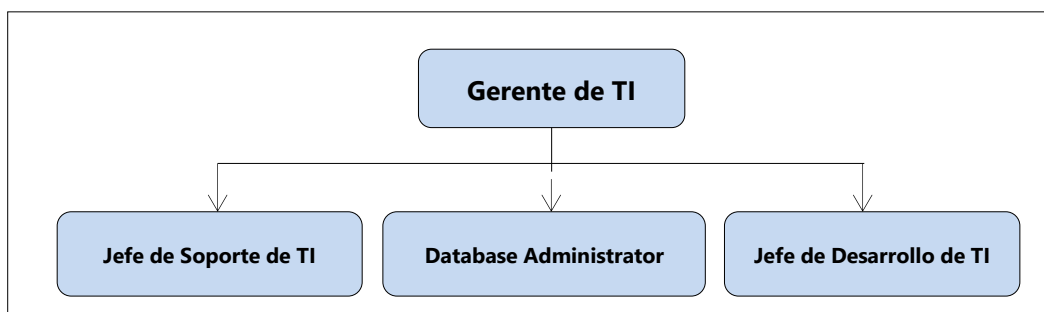 Gerente de TI
Jefe de Soporte de TI
Database Administrator
Jefe de Desarrollo de TI